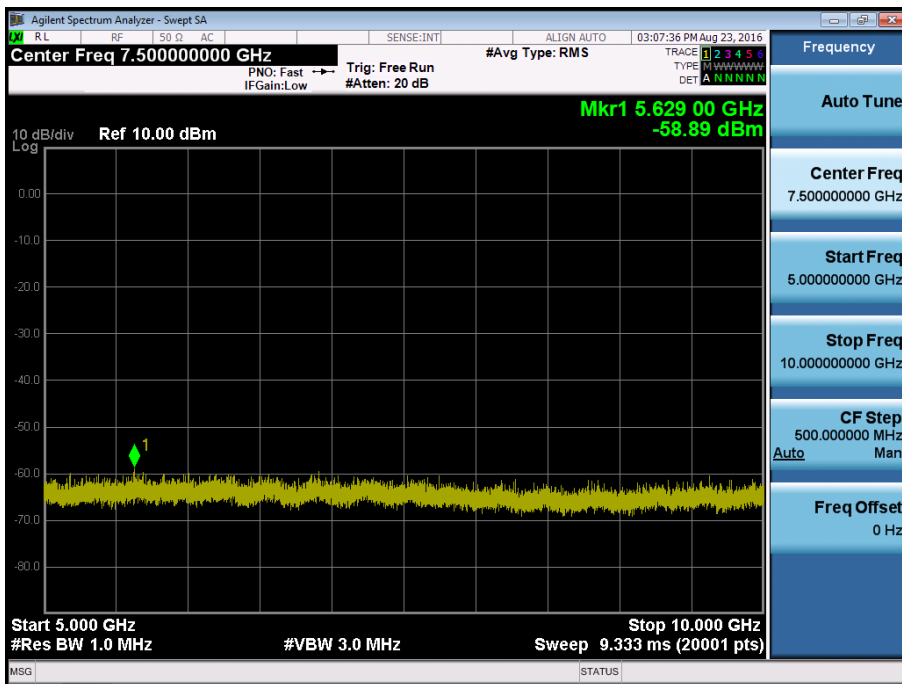 Agilent Spectrum Analyzer - Swept SA
LXI RL RF 50 Ω AC SENSE:INT ALIGN AUTO 03:07:36 PM Aug 23, 2016
Center Freq 7.500000000 GHz
#Avg Type: RMS
TRACE 1 2 3 4 5 6
PNO: Fast
IFGain:Low
Trig: Free Run
#Atten: 20 dB
TYPE M WWWWW
DET A N N N N N
Mkr1 5.629 00 GHz
-58.89 dBm
10 dB/div Ref 10.00 dBm
Log
0.00
-10.0
-20.0
-30.0
-40.0
-50.0
1
-60.0
-70.0
-80.0
Start 5.000 GHz Stop 10.000 GHz
#Res BW 1.0 MHz #VBW 3.0 MHz Sweep 9.333 ms (20001 pts)
MSG STATUS
Frequency
Auto Tune
Center Freq
7.500000000 GHz
Start Freq
5.000000000 GHz
Stop Freq
10.000000000 GHz
CF Step
500.000000 MHz
Auto Man
Freq Offset
0 Hz